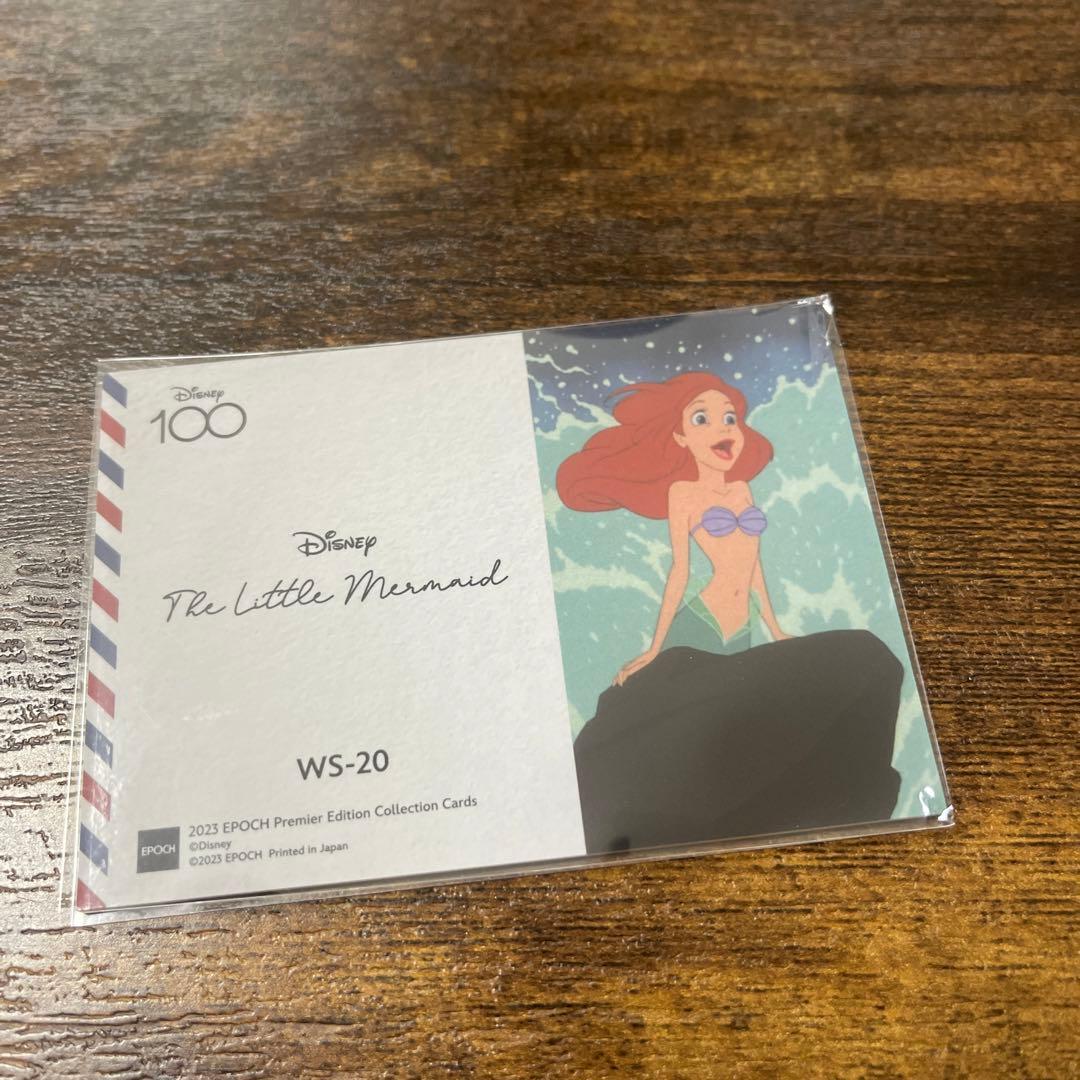 Disney
100
Disney
The Little Mermaid
WS-20
EPOCH
2023 EPOCH Premier Edition Collection Cards
©Disney
©2023 EPOCH Printed in Japan